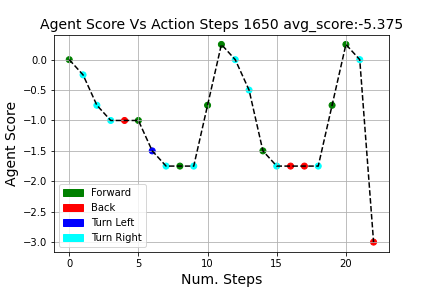 Agent Score Vs Action Steps 1650 avg_score:-5.375
Agent Score
0.0
−0.5
−1.0
−1.5
−2.0
−2.5
−3.0
Forward
Back
Turn Left
Turn Right
0 5 10 15 20
Num. Steps